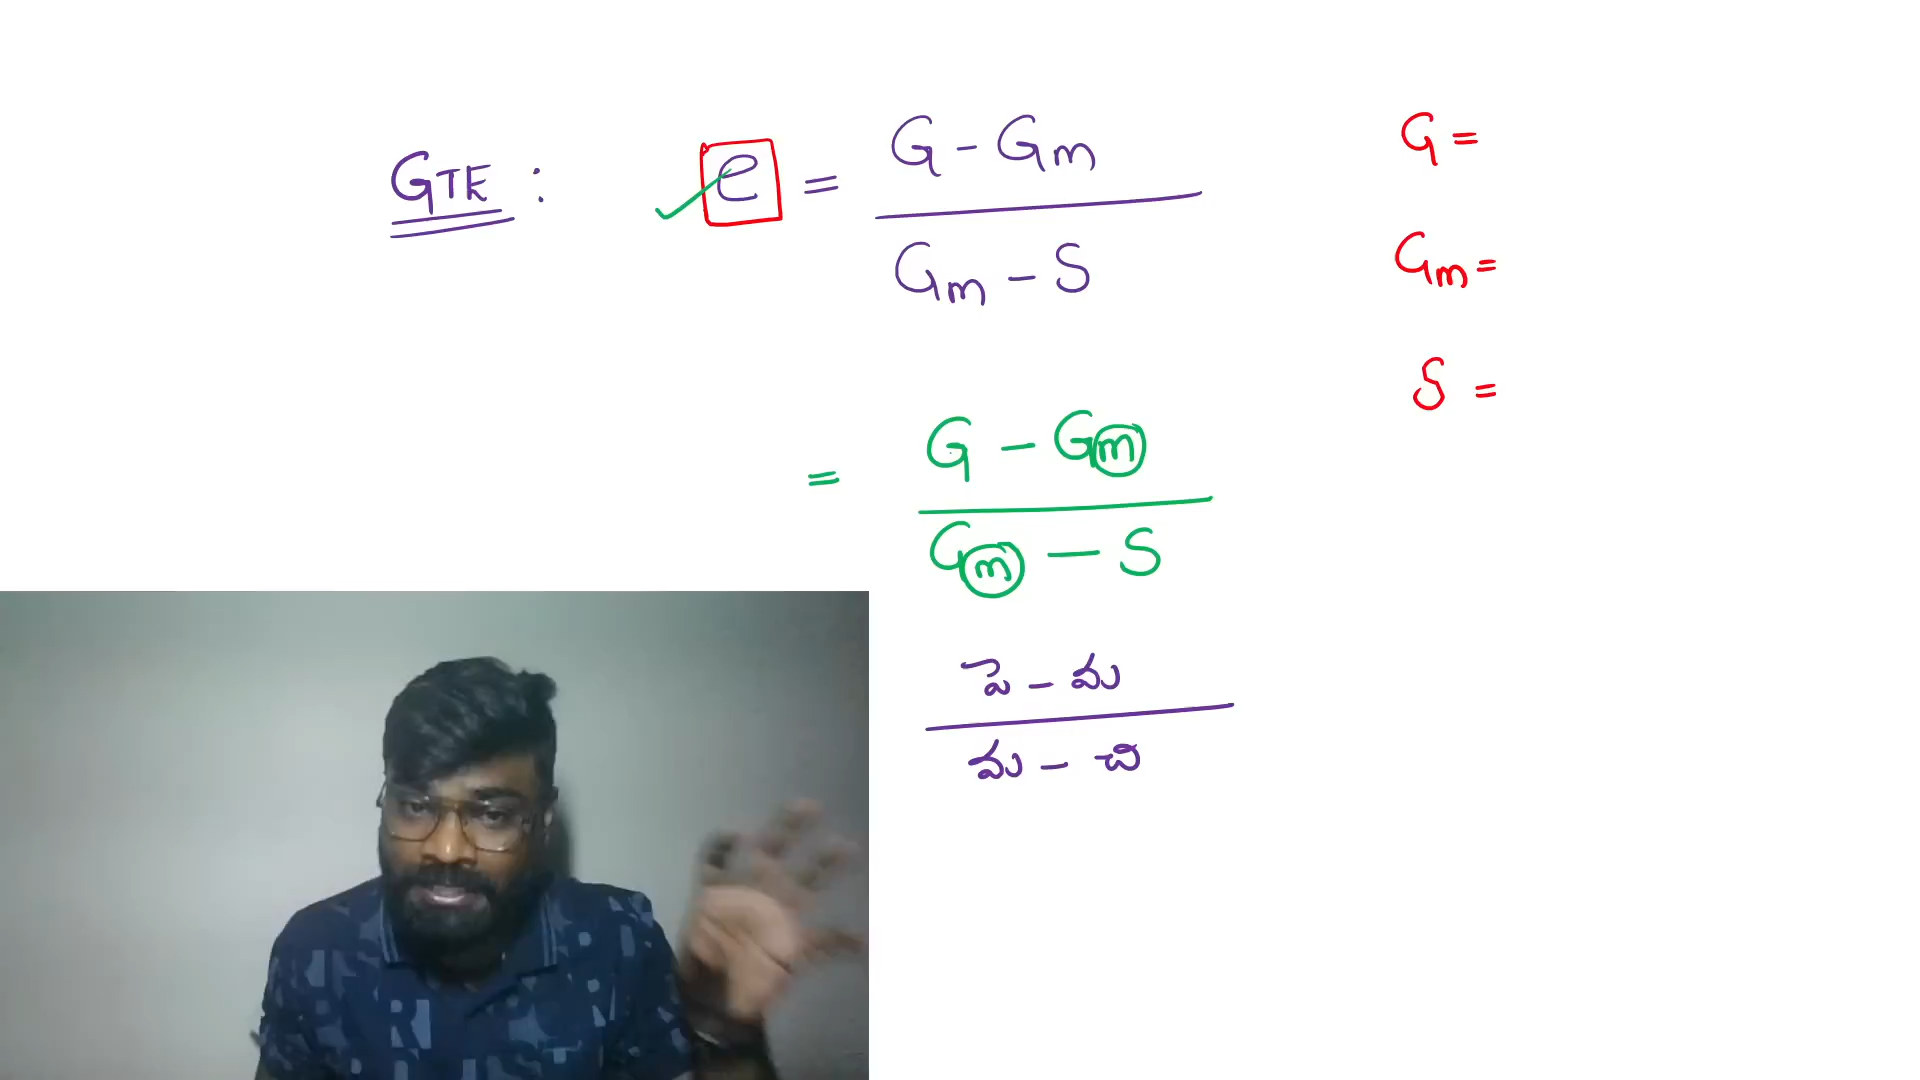 GTE : e = G - Gm
Gm - S
= G - Gm
Gm - S
పె - మ
మ - చి
G =
Gm =
S =